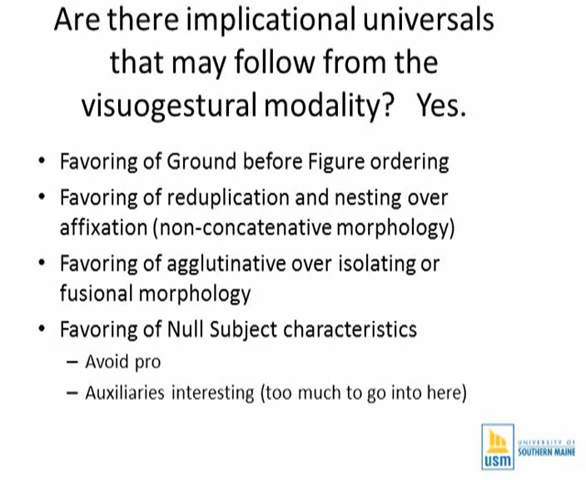 Are there implicational universals
that may follow from the
visuogestural modality? Yes.
• Favoring of Ground before Figure ordering
• Favoring of reduplication and nesting over
affixation (non-concatenative morphology)
• Favoring of agglutinative over isolating or
fusional morphology
• Favoring of Null Subject characteristics
– Avoid pro
– Auxiliaries interesting (too much to go into here)
UNIVERSITY OF
SOUTHERN MAINE
usm